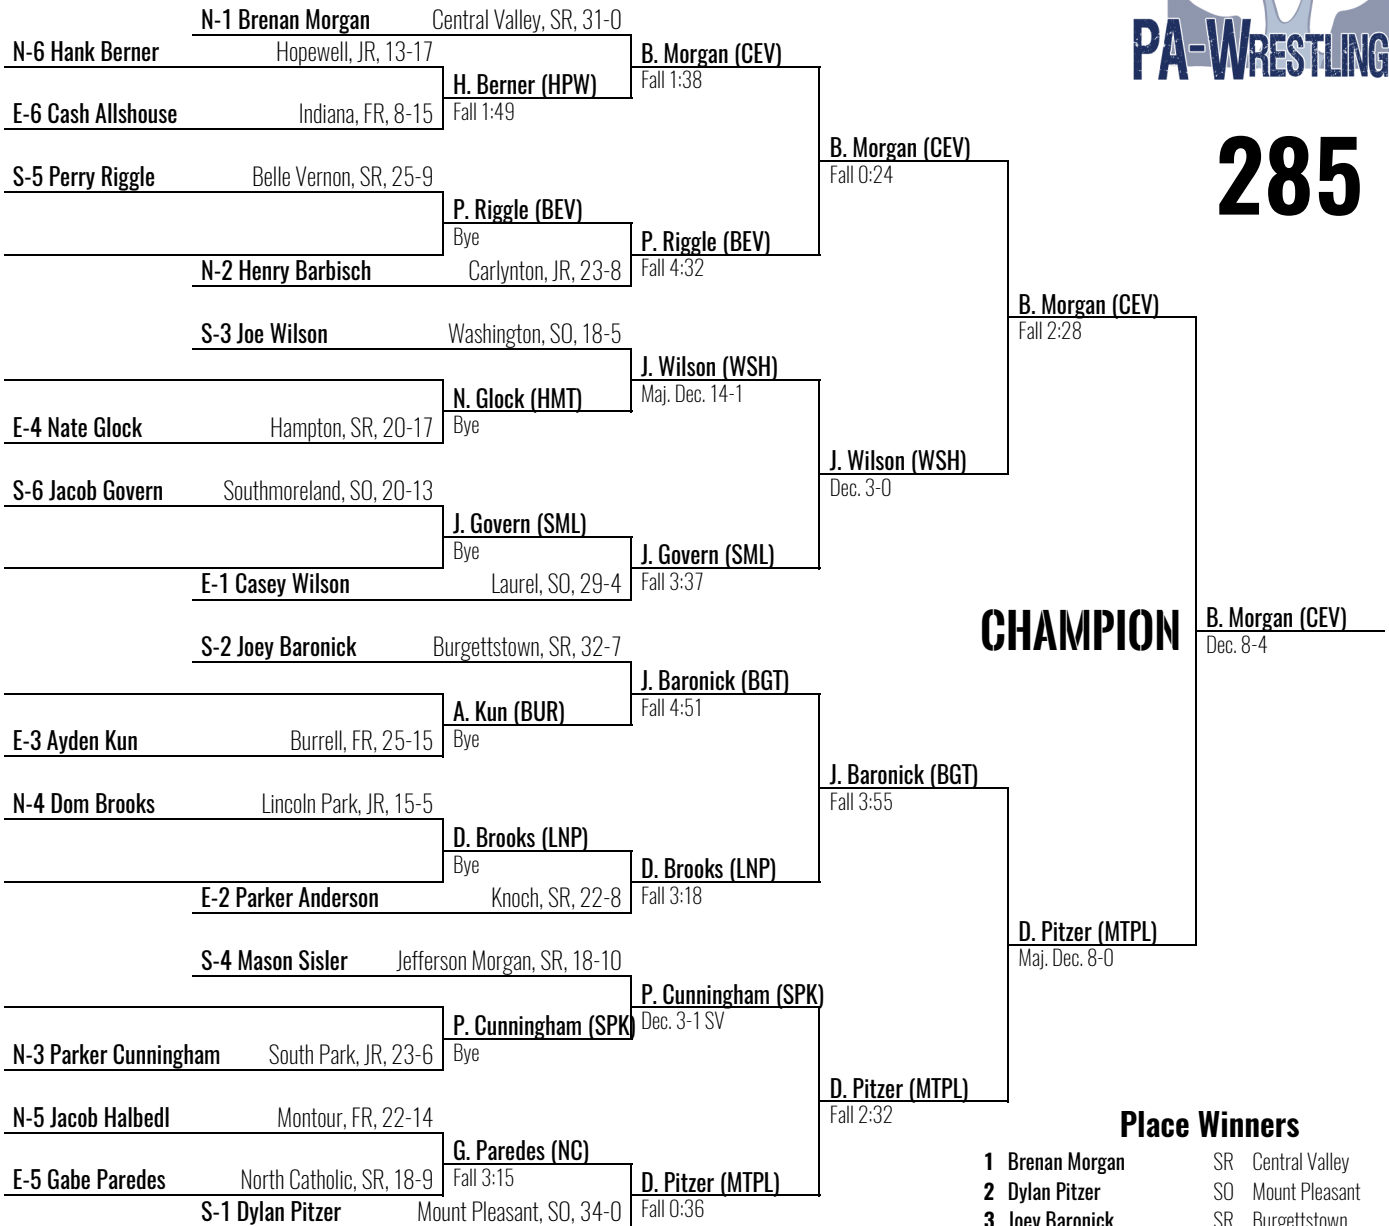 N-1 Brenan Morgan Central Valley, SR, 31-0
N-6 Hank Berner Hopewell, JR, 13-17
B. Morgan (CEV)
PA-WRESTLING
H. Berner (HPW)
Fall 1:38
E-6 Cash Allshouse Indiana, FR, 8-15
Fall 1:49
B. Morgan (CEV)
285
S-5 Perry Riggle Belle Vernon, SR, 25-9
Fall 0:24
P. Riggle (BEV)
Bye
P. Riggle (BEV)
N-2 Henry Barbisch Carlynton, JR, 23-8
Fall 4:32
B. Morgan (CEV)
Fall 2:28
S-3 Joe Wilson Washington, SO, 18-5
J. Wilson (WSH)
Maj. Dec. 14-1
N. Glock (HMT)
E-4 Nate Glock Hampton, SR, 20-17
Bye
J. Wilson (WSH)
Dec. 3-0
S-6 Jacob Govern Southmoreland, SO, 20-13
J. Govern (SML)
Bye
J. Govern (SML)
E-1 Casey Wilson Laurel, SO, 29-4
Fall 3:37
CHAMPION
B. Morgan (CEV)
Dec. 8-4
S-2 Joey Baronick Burgettstown, SR, 32-7
J. Baronick (BGT)
Fall 4:51
A. Kun (BUR)
E-3 Ayden Kun Burrell, FR, 25-15
Bye
J. Baronick (BGT)
Fall 3:55
N-4 Dom Brooks Lincoln Park, JR, 15-5
D. Brooks (LNP)
Bye
D. Brooks (LNP)
E-2 Parker Anderson Knoch, SR, 22-8
Fall 3:18
D. Pitzer (MTPL)
Maj. Dec. 8-0
S-4 Mason Sisler Jefferson Morgan, SR, 18-10
P. Cunningham (SPK)
Dec. 3-1 SV
P. Cunningham (SPK)
N-3 Parker Cunningham South Park, JR, 23-6
Bye
D. Pitzer (MTPL)
Fall 2:32
N-5 Jacob Halbedl Montour, FR, 22-14
G. Paredes (NC)
Fall 3:15
E-5 Gabe Paredes North Catholic, SR, 18-9
D. Pitzer (MTPL)
S-1 Dylan Pitzer Mount Pleasant, SO, 34-0
Fall 0:36
Place Winners
1 Brenan Morgan SR Central Valley
2 Dylan Pitzer SO Mount Pleasant
3 Joey Baronick SR Burgettstown